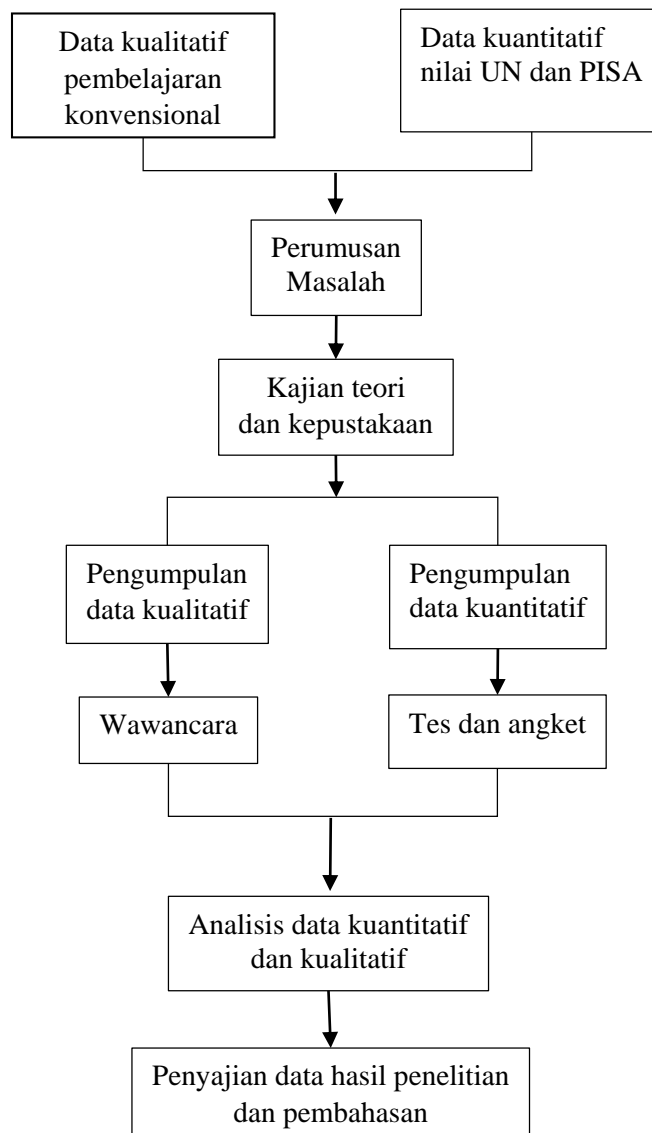 Data kualitatif
pembelajaran
konvensional
Data kuantitatif
nilai UN dan PISA
Perumusan
Masalah
Kajian teori
dan kepustakaan
Pengumpulan
data kualitatif
Pengumpulan
data kuantitatif
Wawancara
Tes dan angket
Analisis data kuantitatif
dan kualitatif
Penyajian data hasil penelitian
dan pembahasan